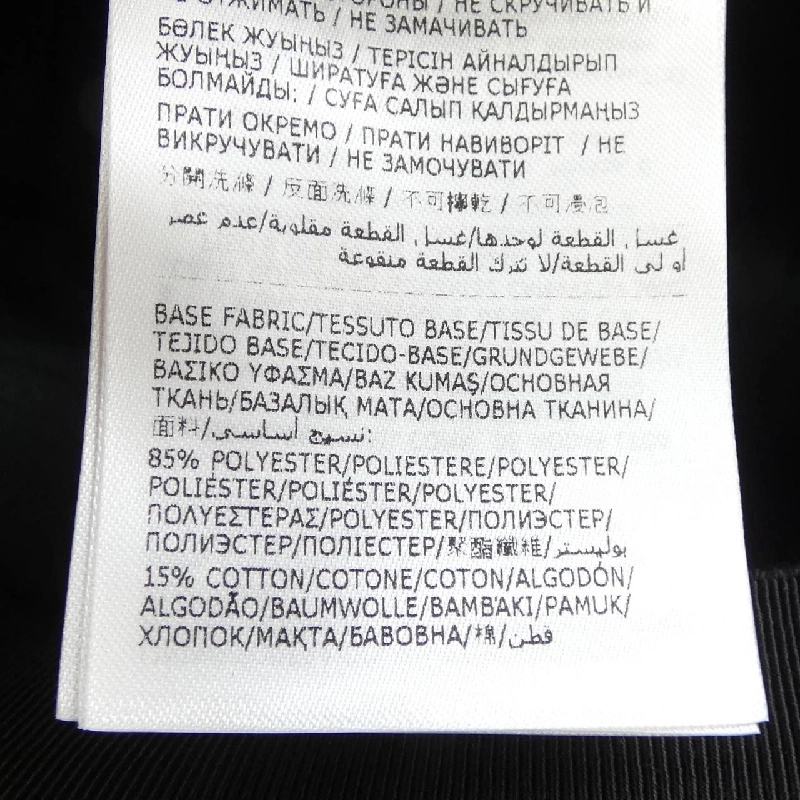 / НЕ СКРУЧИВАТЬ И
ОТЖИМАТЬ / НЕ ЗАМАЧИВАТЬ
БӨЛЕК ЖУЫҢЫЗ / ТЕРІСІН АЙНАЛДЫРЫП
ЖУЫҢЫЗ / ШИРАТУҒА ЖӘНЕ СЫҒУҒА
БОЛМАЙДЫ: / СУҒА САЛЫП ҚАЛДЫРМАҢЫЗ
ПРАТИ ОКРЕМО / ПРАТИ НАВИВОРІТ / НЕ
ВИКРУЧУВАТИ / НЕ ЗАМОЧУВАТИ
分開洗滌 / 反面洗滌 / 不可擰乾 / 不可浸泡
غسل القطعة لوحدها/غسل القطعة مقلوبة/عدم عصر
أو لي القطعة/لا تترك القطعة منقوعة
BASE FABRIC/TESSUTO BASE/TISSU DE BASE/
TEJIDO BASE/TECIDO-BASE/GRUNDGEWEBE/
ΒΑΣΙΚΟ ΥΦΑΣΜΑ/BAZ KUMAŞ/ОСНОВНАЯ
ТКАНЬ/БАЗАЛЫҚ МАТА/ОСНОВНА ТКАНИНА/
面料/نسيج أساسي:
85% POLYESTER/POLIESTERE/POLYESTER/
POLIÉSTER/POLIÉSTER/POLYESTER/
ΠΟΛΥΕΣΤΕΡΑΣ/POLYESTER/ПОЛИЭСТЕР/
ПОЛИЭСТЕР/ПОЛІЕСТЕР/聚酯纖維/بوليستر
15% COTTON/COTONE/COTON/ALGODÓN/
ALGODÃO/BAUMWOLLE/ΒΑΜΒΆΚΙ/PAMUK/
ХЛОПОК/МАҚТА/БАВОВНА/棉/قطن